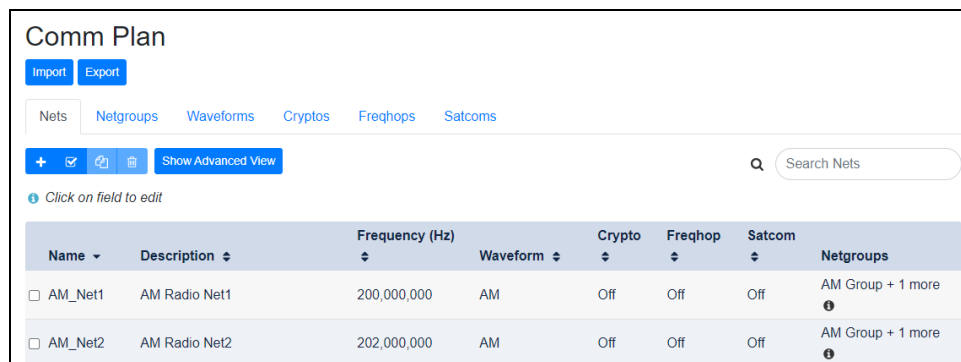 Comm Plan
Import Export
Nets Netgroups Waveforms Cryptos Freqhops Satcoms
Show Advanced View Search Nets
Click on field to edit
Name Description Frequency (Hz) Waveform Crypto Freqhop Satcom Netgroups
AM_Net1 AM Radio Net1 200,000,000 AM Off Off Off AM Group + 1 more
AM_Net2 AM Radio Net2 202,000,000 AM Off Off Off AM Group + 1 more